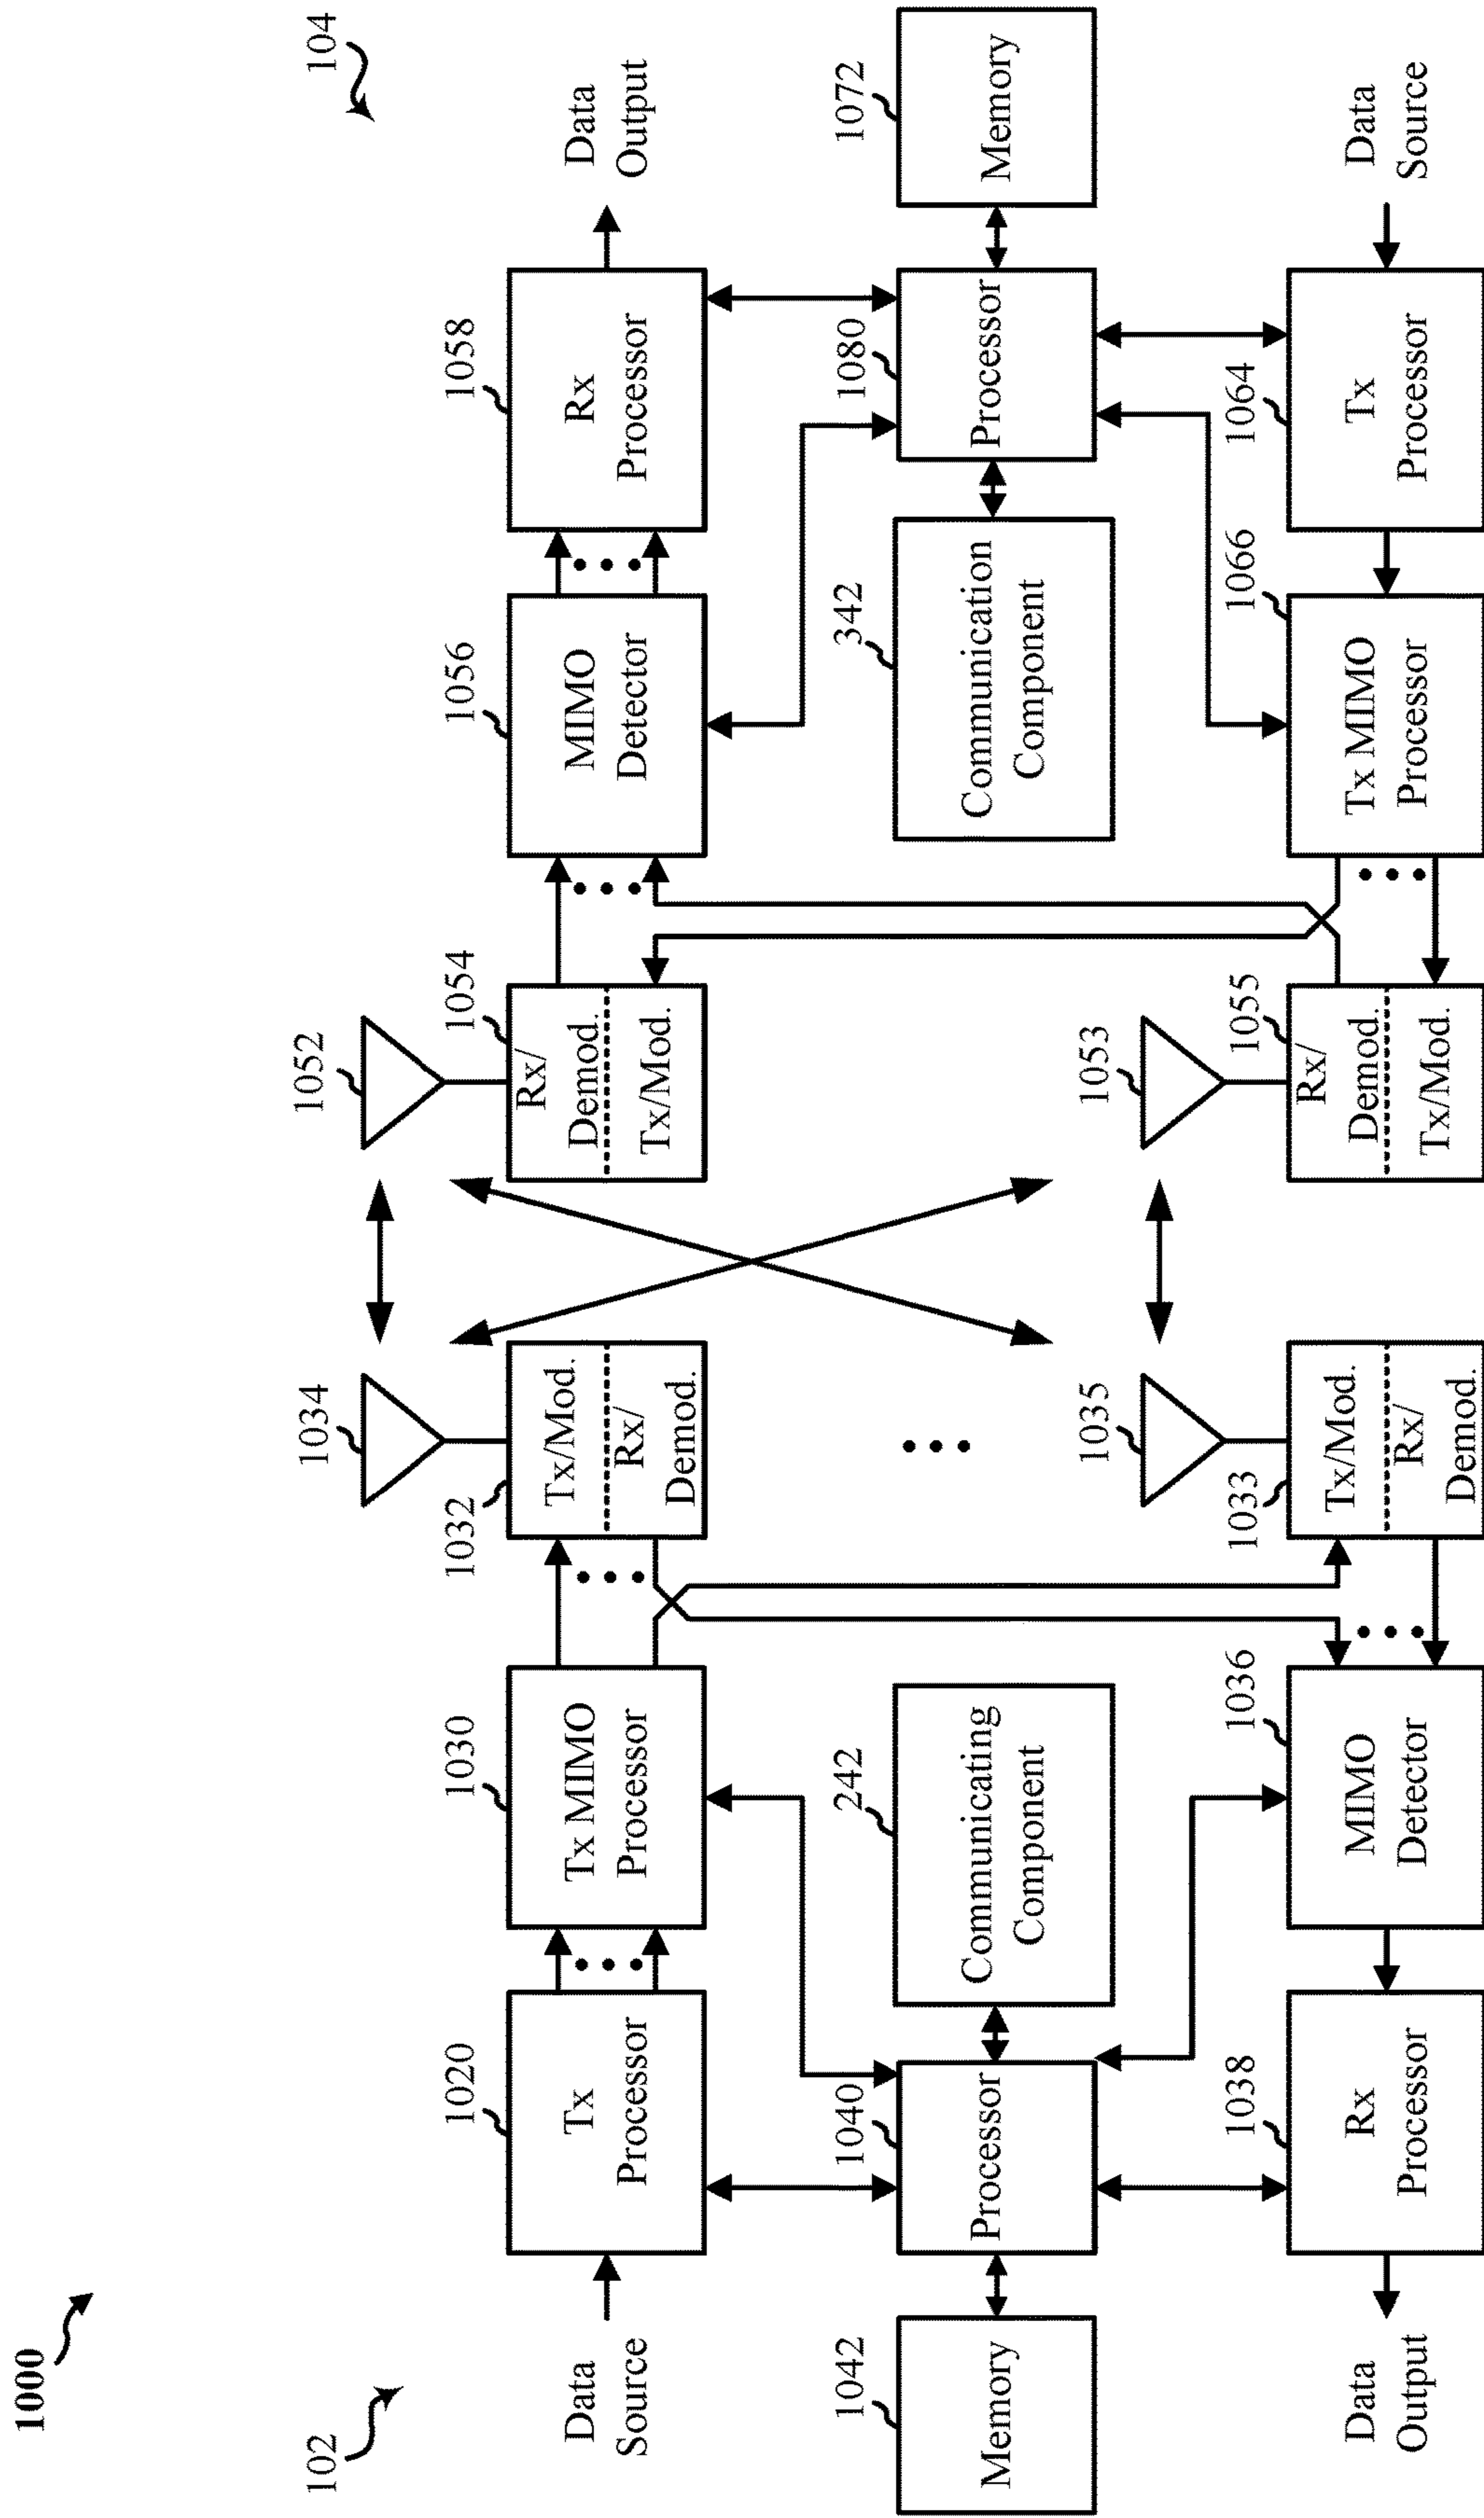 1000
102
104
Data
Source
1020
Tx
Processor
1030
Tx MIMO
Processor
1032
Tx/Mod.
Rx/
Demod.
1034
1052
1054
Rx/
Demod.
Tx/Mod.
1056
MIMO
Detector
1058
Rx
Processor
Data
Output
1042
Memory
1040
Processor
242
Communicating
Component
342
Communication
Component
1080
Processor
1072
Memory
Data
Output
1038
Rx
Processor
1036
MIMO
Detector
1033
Tx/Mod.
Rx/
Demod.
1035
1053
1055
Rx/
Demod.
Tx/Mod.
1066
Tx MIMO
Processor
1064
Tx
Processor
Data
Source